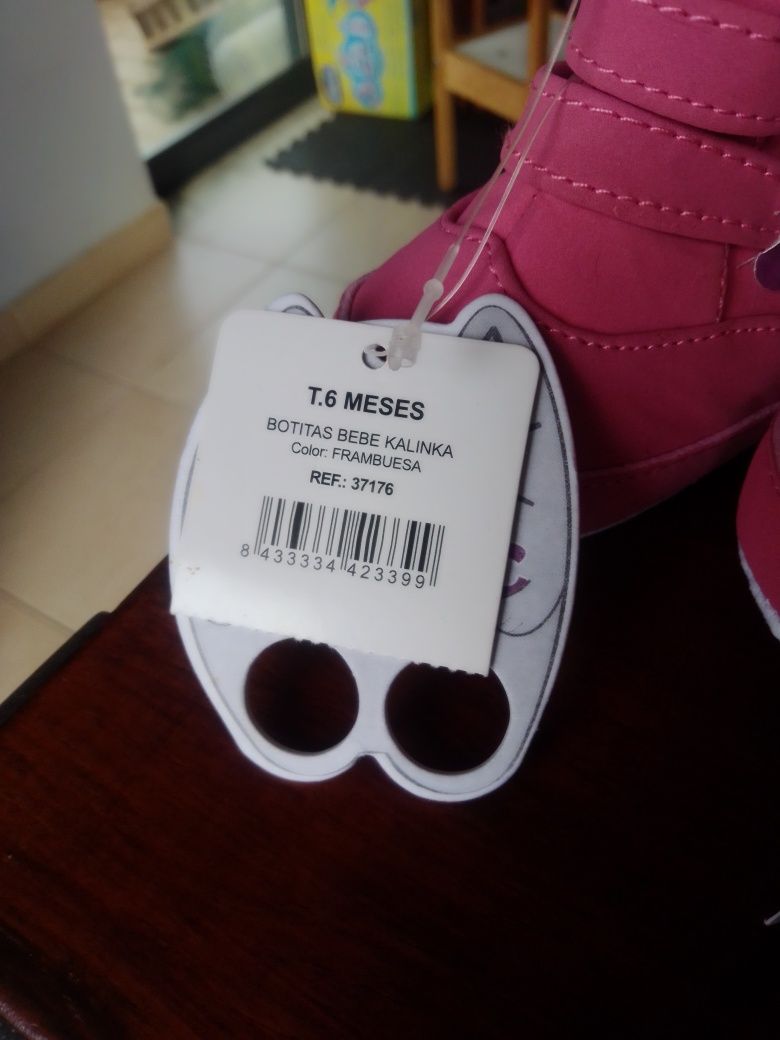 T.6 MESES
BOTITAS BEBE KALINKA
Color: FRAMBUESA
REF.: 37176
8 433334 423399